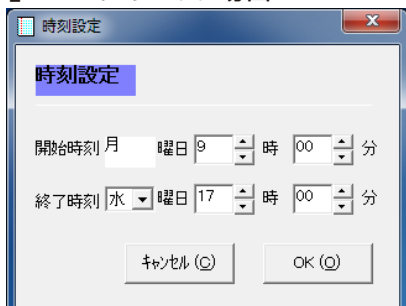 時刻設定
時刻設定
開始時刻 月 曜日 9 時 00 分
終了時刻 水 曜日 17 時 00 分
ｷｬﾝｾﾙ(C) OK(O)